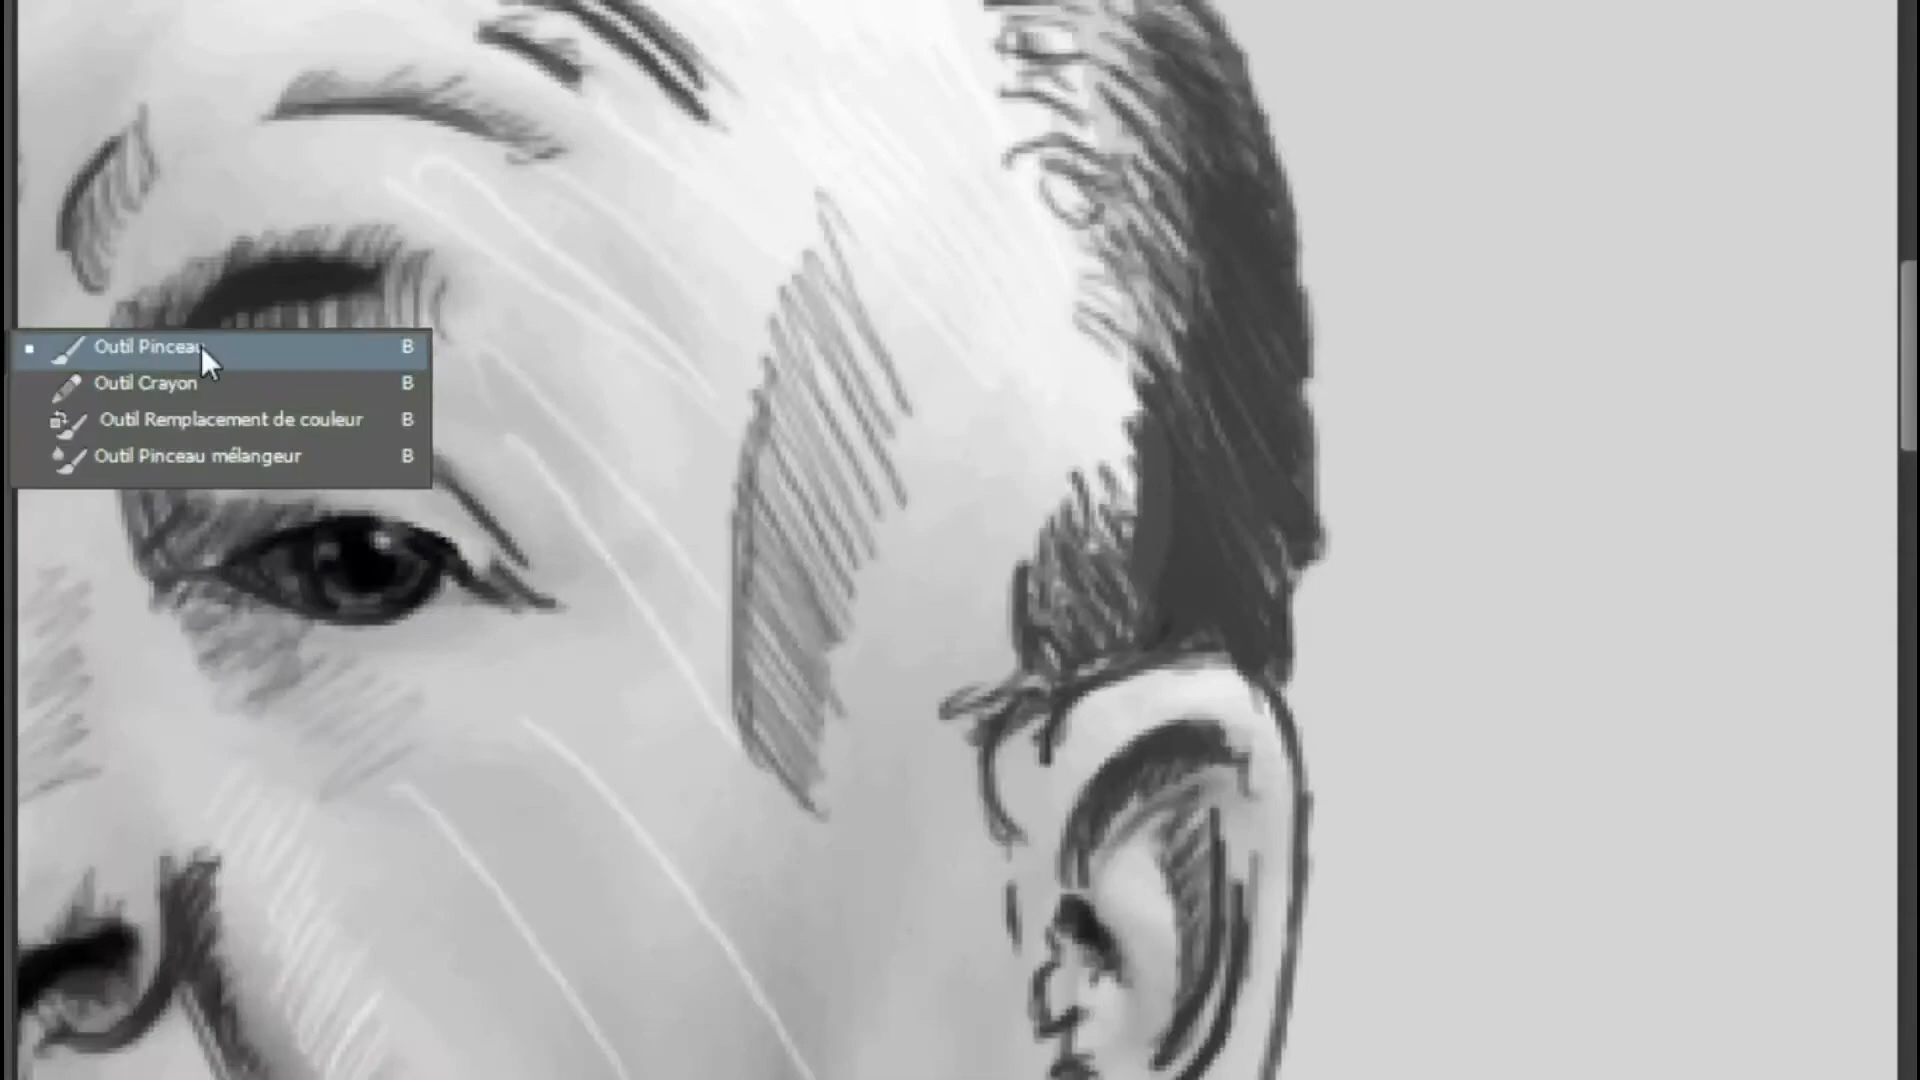 Outil Pinceau B
Outil Crayon B
Outil Remplacement de couleur B
Outil Pinceau mélangeur B